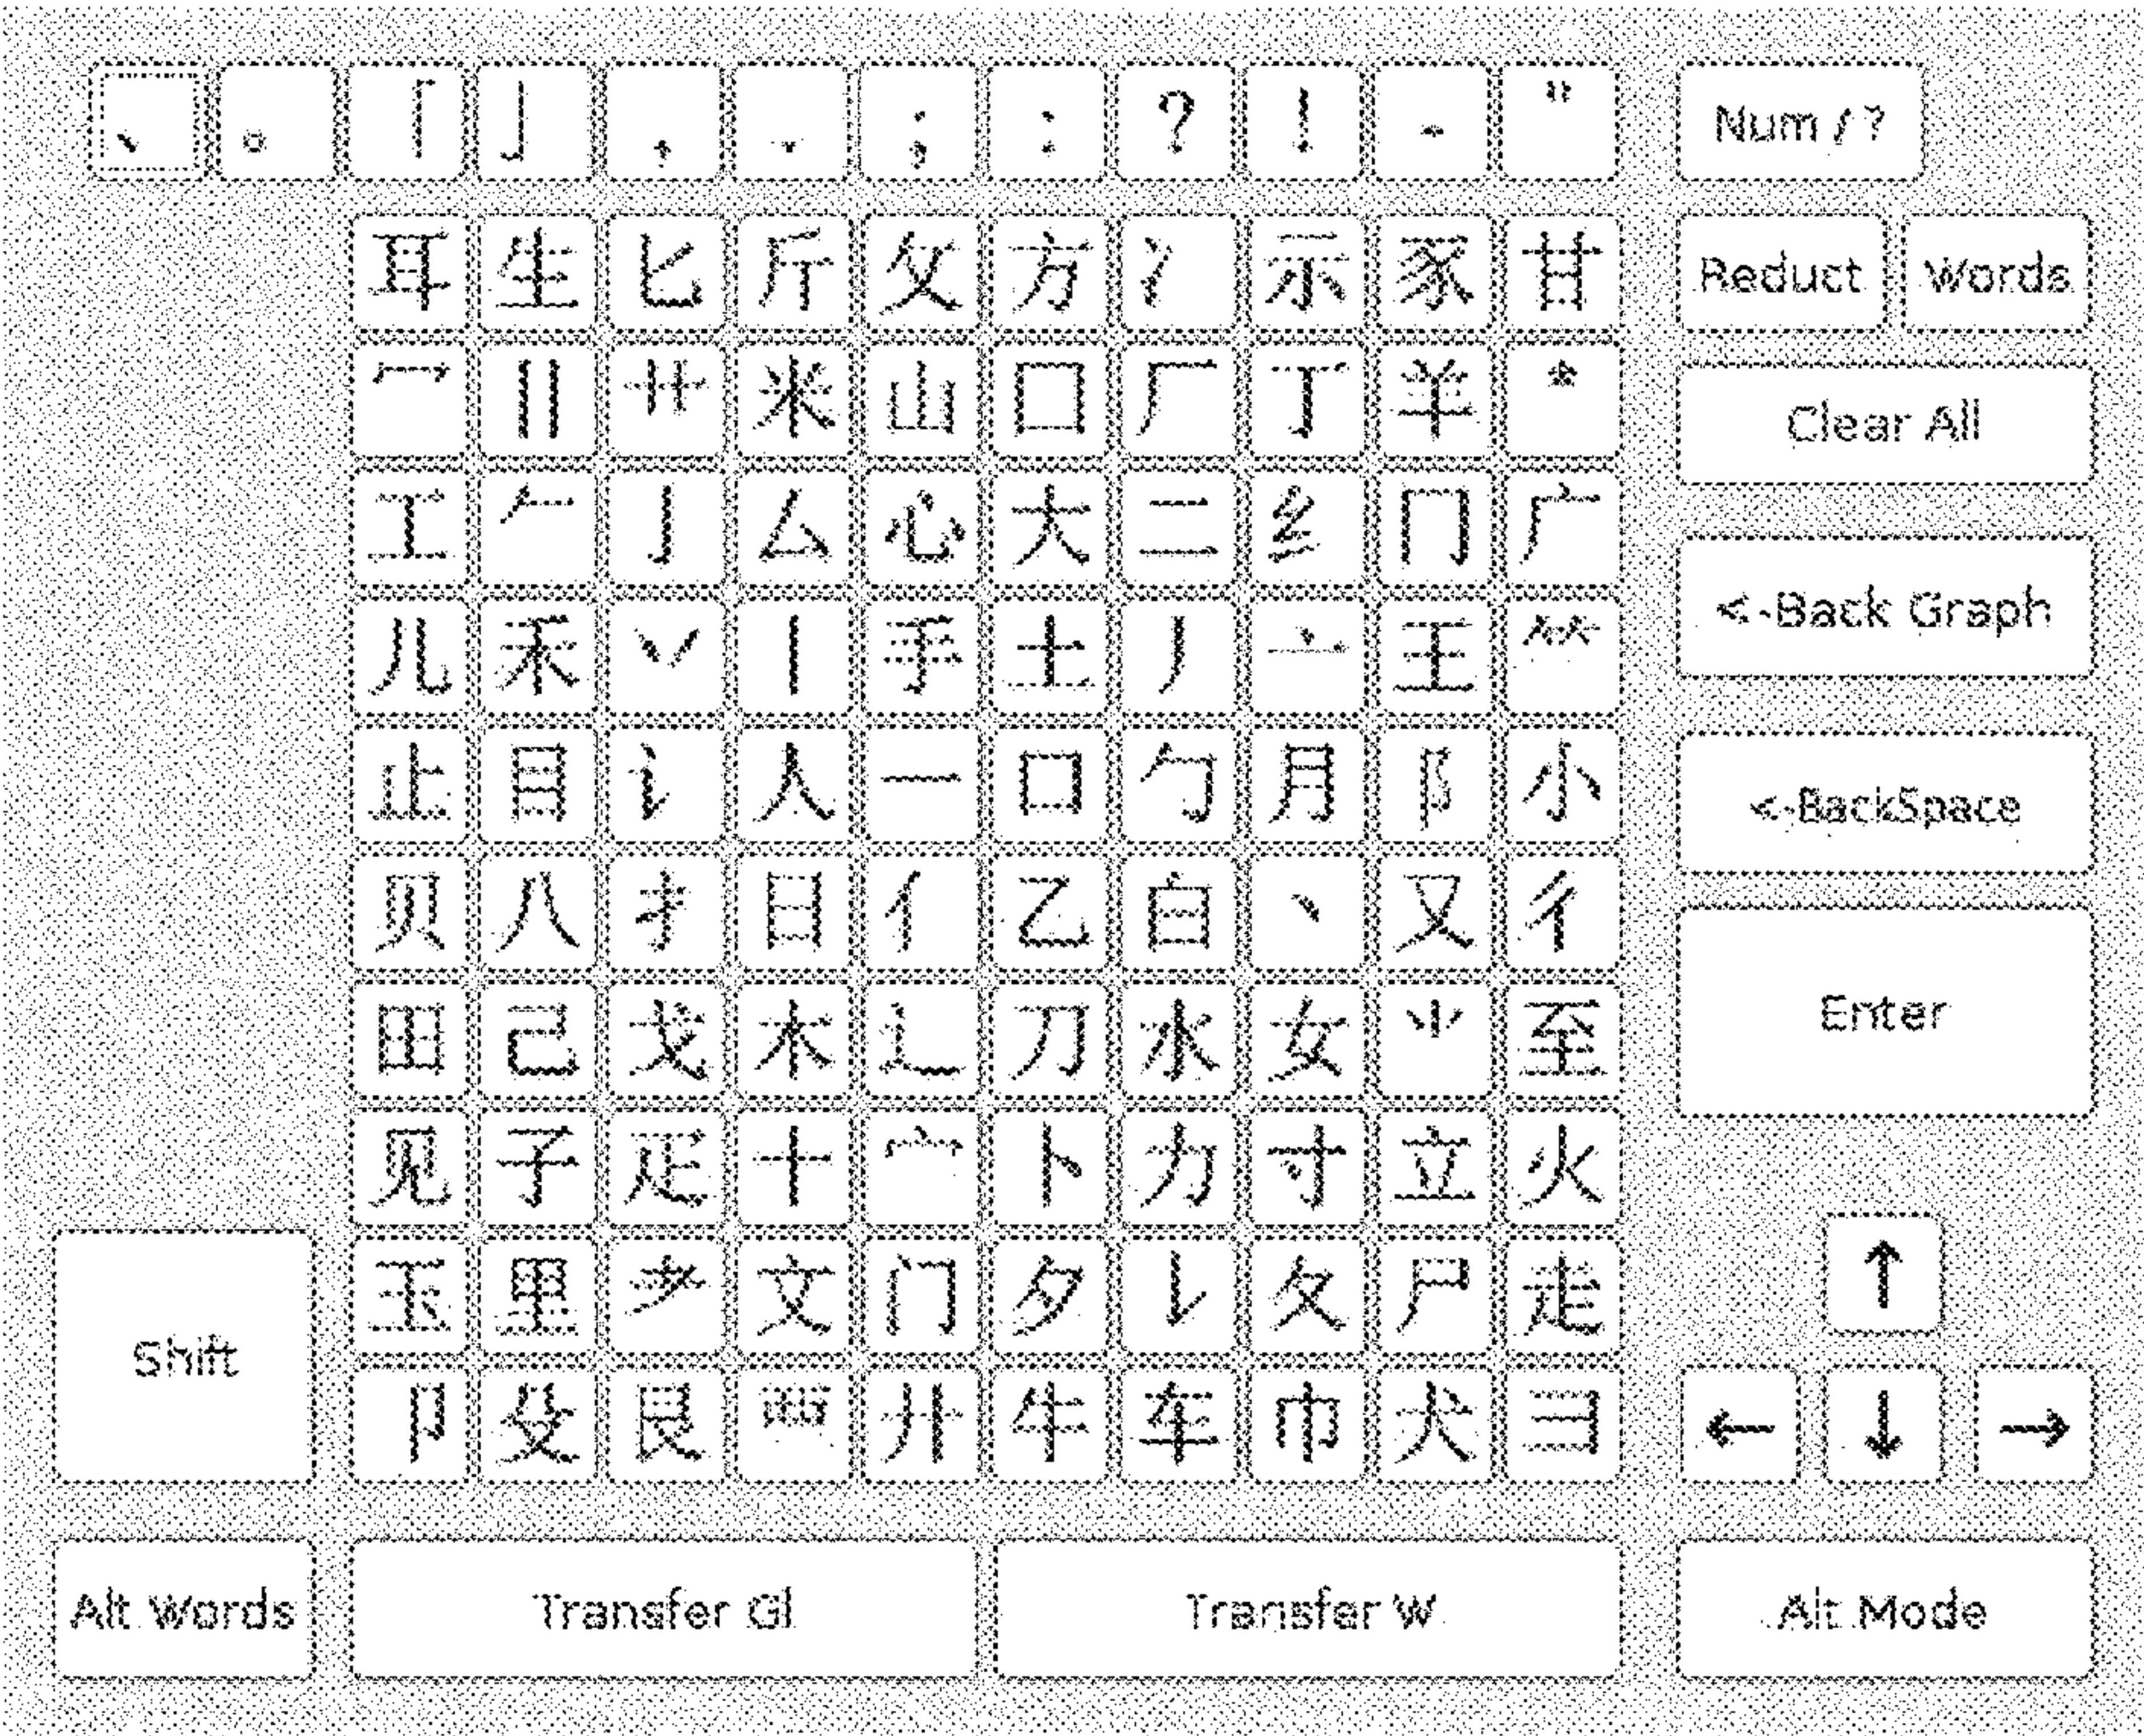 、 。 「 」 , . ; : ? ! - " Num / ?
耳 生 匕 斤 攵 方 冫 示 豕 甘 Reduct Words
冖 || 艹 米 山 囗 厂 丁 羊 * Clear All
工 𠂉 亅 厶 心 大 二 纟 冂 广
儿 禾 丷 丨 手 土 丿 亠 王 ⺮ <-Back Graph
止 目 讠 人 一 口 勹 月 阝 小 <-BackSpace
贝 八 扌 日 亻 乙 白 丶 又 彳
田 己 戈 木 辶 刀 水 女 ⺌ 至 Enter
见 子 疋 十 宀 卜 力 寸 立 火
玉 里 耂 文 门 夕 夂 尸 走 ↑
Shift
卩 殳 艮 覀 廾 牛 车 巾 犬 彐 ← ↓ →
Alt Words Transfer Gl Transfer W Alt Mode